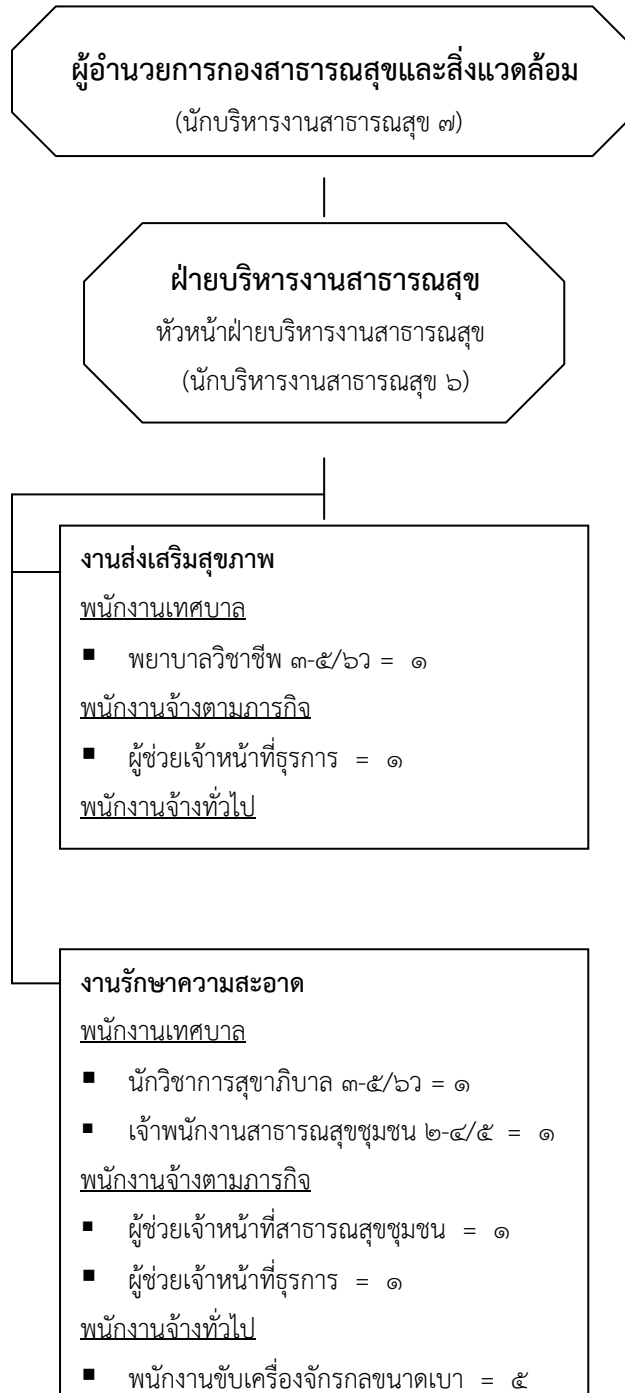 ผู้อำนวยการกองสาธารณสุขและสิ่งแวดล้อม
(นักบริหารงานสาธารณสุข ๗)
ฝ่ายบริหารงานสาธารณสุข
หัวหน้าฝ่ายบริหารงานสาธารณสุข
(นักบริหารงานสาธารณสุข ๖)
งานส่งเสริมสุขภาพ
พนักงานเทศบาล
▪ พยาบาลวิชาชีพ ๓-๕/๖ว = ๑
พนักงานจ้างตามภารกิจ
▪ ผู้ช่วยเจ้าหน้าที่ธุรการ = ๑
พนักงานจ้างทั่วไป
งานรักษาความสะอาด
พนักงานเทศบาล
▪ นักวิชาการสุขาภิบาล ๓-๕/๖ว = ๑
▪ เจ้าพนักงานสาธารณสุขชุมชน ๒-๔/๕ = ๑
พนักงานจ้างตามภารกิจ
▪ ผู้ช่วยเจ้าหน้าที่สาธารณสุขชุมชน = ๑
▪ ผู้ช่วยเจ้าหน้าที่ธุรการ = ๑
พนักงานจ้างทั่วไป
▪ พนักงานขับเครื่องจักรกลขนาดเบา = ๕